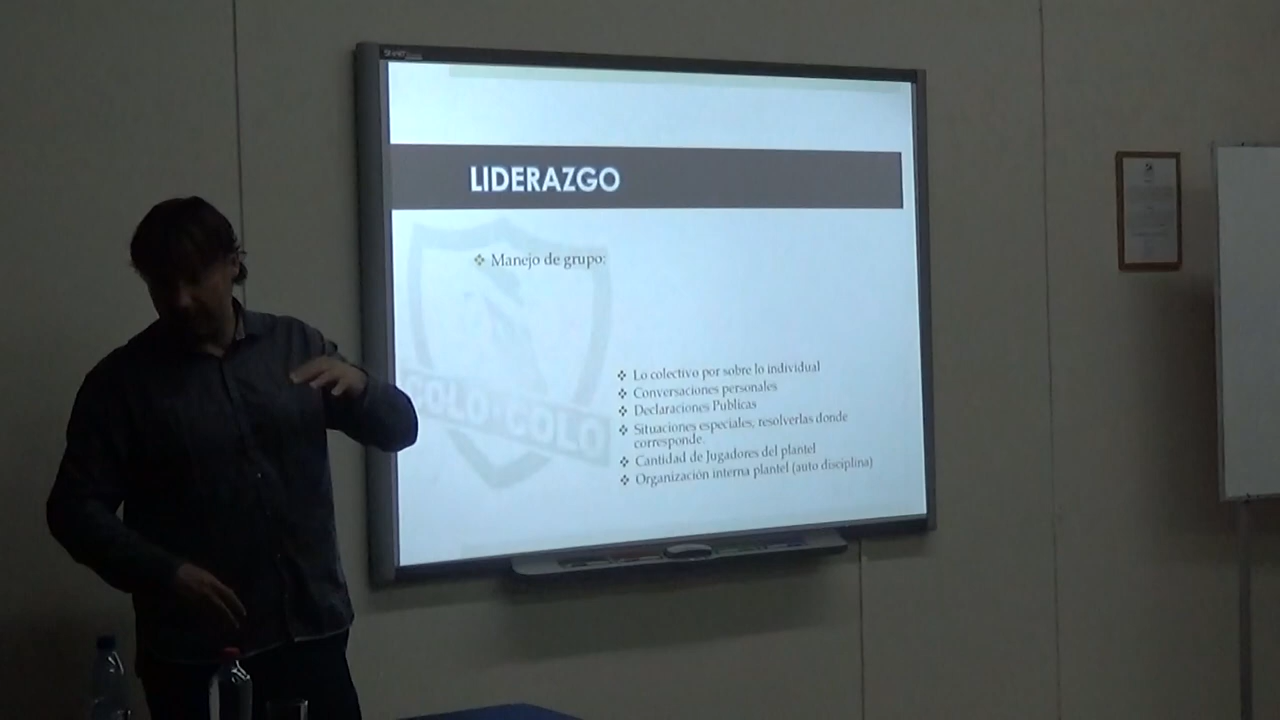 SMART
LIDERAZGO
❖ Manejo de grupo:
COLO-COLO
❖ Lo colectivo por sobre lo individual
❖ Conversaciones personales
❖ Declaraciones Publicas
❖ Situaciones especiales, resolverlas donde
corresponde.
❖ Cantidad de Jugadores del plantel
❖ Organización interna plantel (auto disciplina)